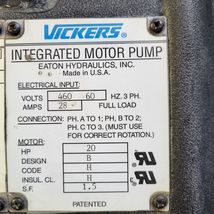 VICKERS
INTEGRATED MOTOR PUMP
EATON HYDRAULICS, INC.
Made in U.S.A.
ELECTRICAL INPUT:
VOLTS 460 60 HZ. 3 PH.
AMPS 28 FULL LOAD
CONNECTION: PH. A TO 1; PH, B TO 2;
PH. C TO 3. (MUST USE
FOR CORRECT ROTATION.)
MOTOR:
HP 20
DESIGN B
CODE H
INSUL. CL. H
S.F. 1.5
PATENTED